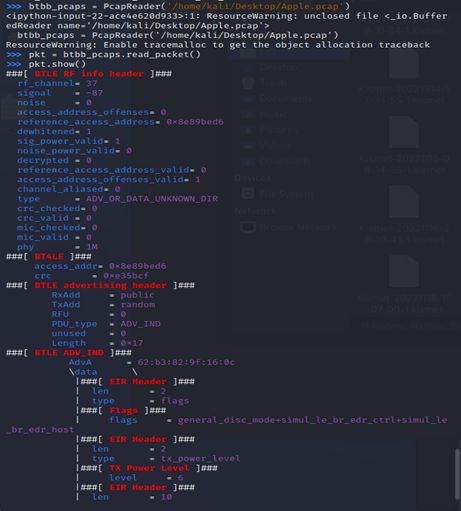 >>> btbb_pcaps = PcapReader('/home/kali/Desktop/Apple.pcap')
<ipython-input-22-ace4e620d933>:1: ResourceWarning: unclosed file <_io.Buffer
edReader name='/home/kali/Desktop/Apple.pcap'>
  btbb_pcaps = PcapReader('/home/kali/Desktop/Apple.pcap')
ResourceWarning: Enable tracemalloc to get the object allocation traceback
>>> pkt = btbb_pcaps.read_packet()
>>> pkt.show()
###[ BTLE RF info header ]###
  rf_channel= 37
  signal    = -87
  noise     = 0
  access_address_offenses= 0
  reference_access_address= 0×8e89bed6
  dewhitened= 1
  sig_power_valid= 1
  noise_power_valid= 0
  decrypted = 0
  reference_access_address_valid= 0
  access_address_offenses_valid= 1
  channel_aliased= 0
  type      = ADV_OR_DATA_UNKNOWN_DIR
  crc_checked= 0
  crc_valid = 0
  mic_checked= 0
  mic_valid = 0
  phy       = 1M
###[ BT4LE ]###
     access_addr= 0×8e89bed6
     crc       = 0×e35bcf
###[ BTLE advertising header ]###
        RxAdd     = public
        TxAdd     = random
        RFU       = 0
        PDU_type  = ADV_IND
        unused    = 0
        Length    = 0×17
###[ BTLE ADV_IND ]###
           AdvA      = 62:b3:82:9f:16:0c
           \data      \
            |###[ EIR Header ]###
            |  len       = 2
            |  type      = flags
            |###[ Flags ]###
            |     flags     = general_disc_mode+simul_le_br_edr_ctrl+simul_le
_br_edr_host
            |###[ EIR Header ]###
            |  len       = 2
            |  type      = tx_power_level
            |###[ TX Power Level ]###
            |     level     = 6
            |###[ EIR Header ]###
            |  len       = 10